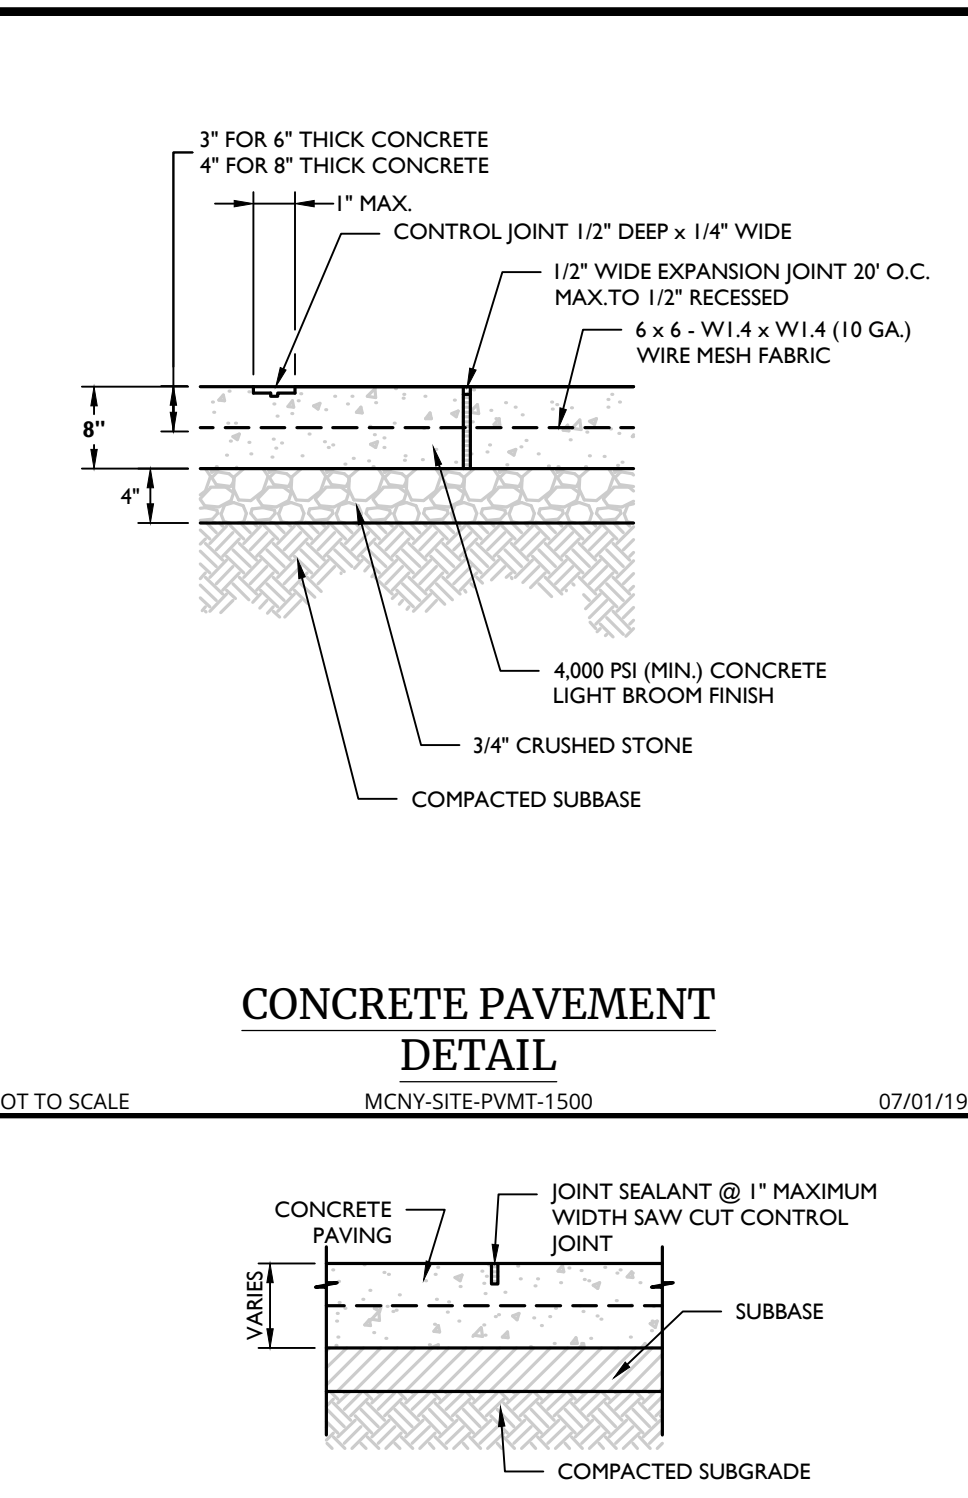 3" FOR 6" THICK CONCRETE
4" FOR 8" THICK CONCRETE
1" MAX.
CONTROL JOINT 1/2" DEEP x 1/4" WIDE
1/2" WIDE EXPANSION JOINT 20' O.C.
MAX.TO 1/2" RECESSED
6 x 6 - W1.4 x W1.4 (10 GA.)
WIRE MESH FABRIC
8"
4"
4,000 PSI (MIN.) CONCRETE
LIGHT BROOM FINISH
3/4" CRUSHED STONE
COMPACTED SUBBASE
CONCRETE PAVEMENT
DETAIL
OT TO SCALE
MCNY-SITE-PVMT-1500
07/01/19
CONCRETE
PAVING
JOINT SEALANT @ 1" MAXIMUM
WIDTH SAW CUT CONTROL
JOINT
VARIES
SUBBASE
COMPACTED SUBGRADE